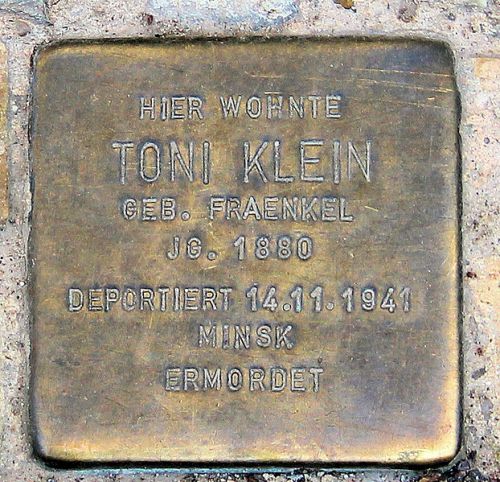 HIER WOHNTE
TONI KLEIN
GEB. FRAENKEL
JG. 1880
DEPORTIERT 14.11.1941
MINSK
ERMORDET